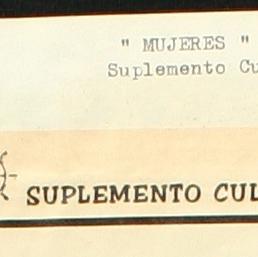 " MUJERES "
Suplemento Cu
SUPLEMENTO CUL